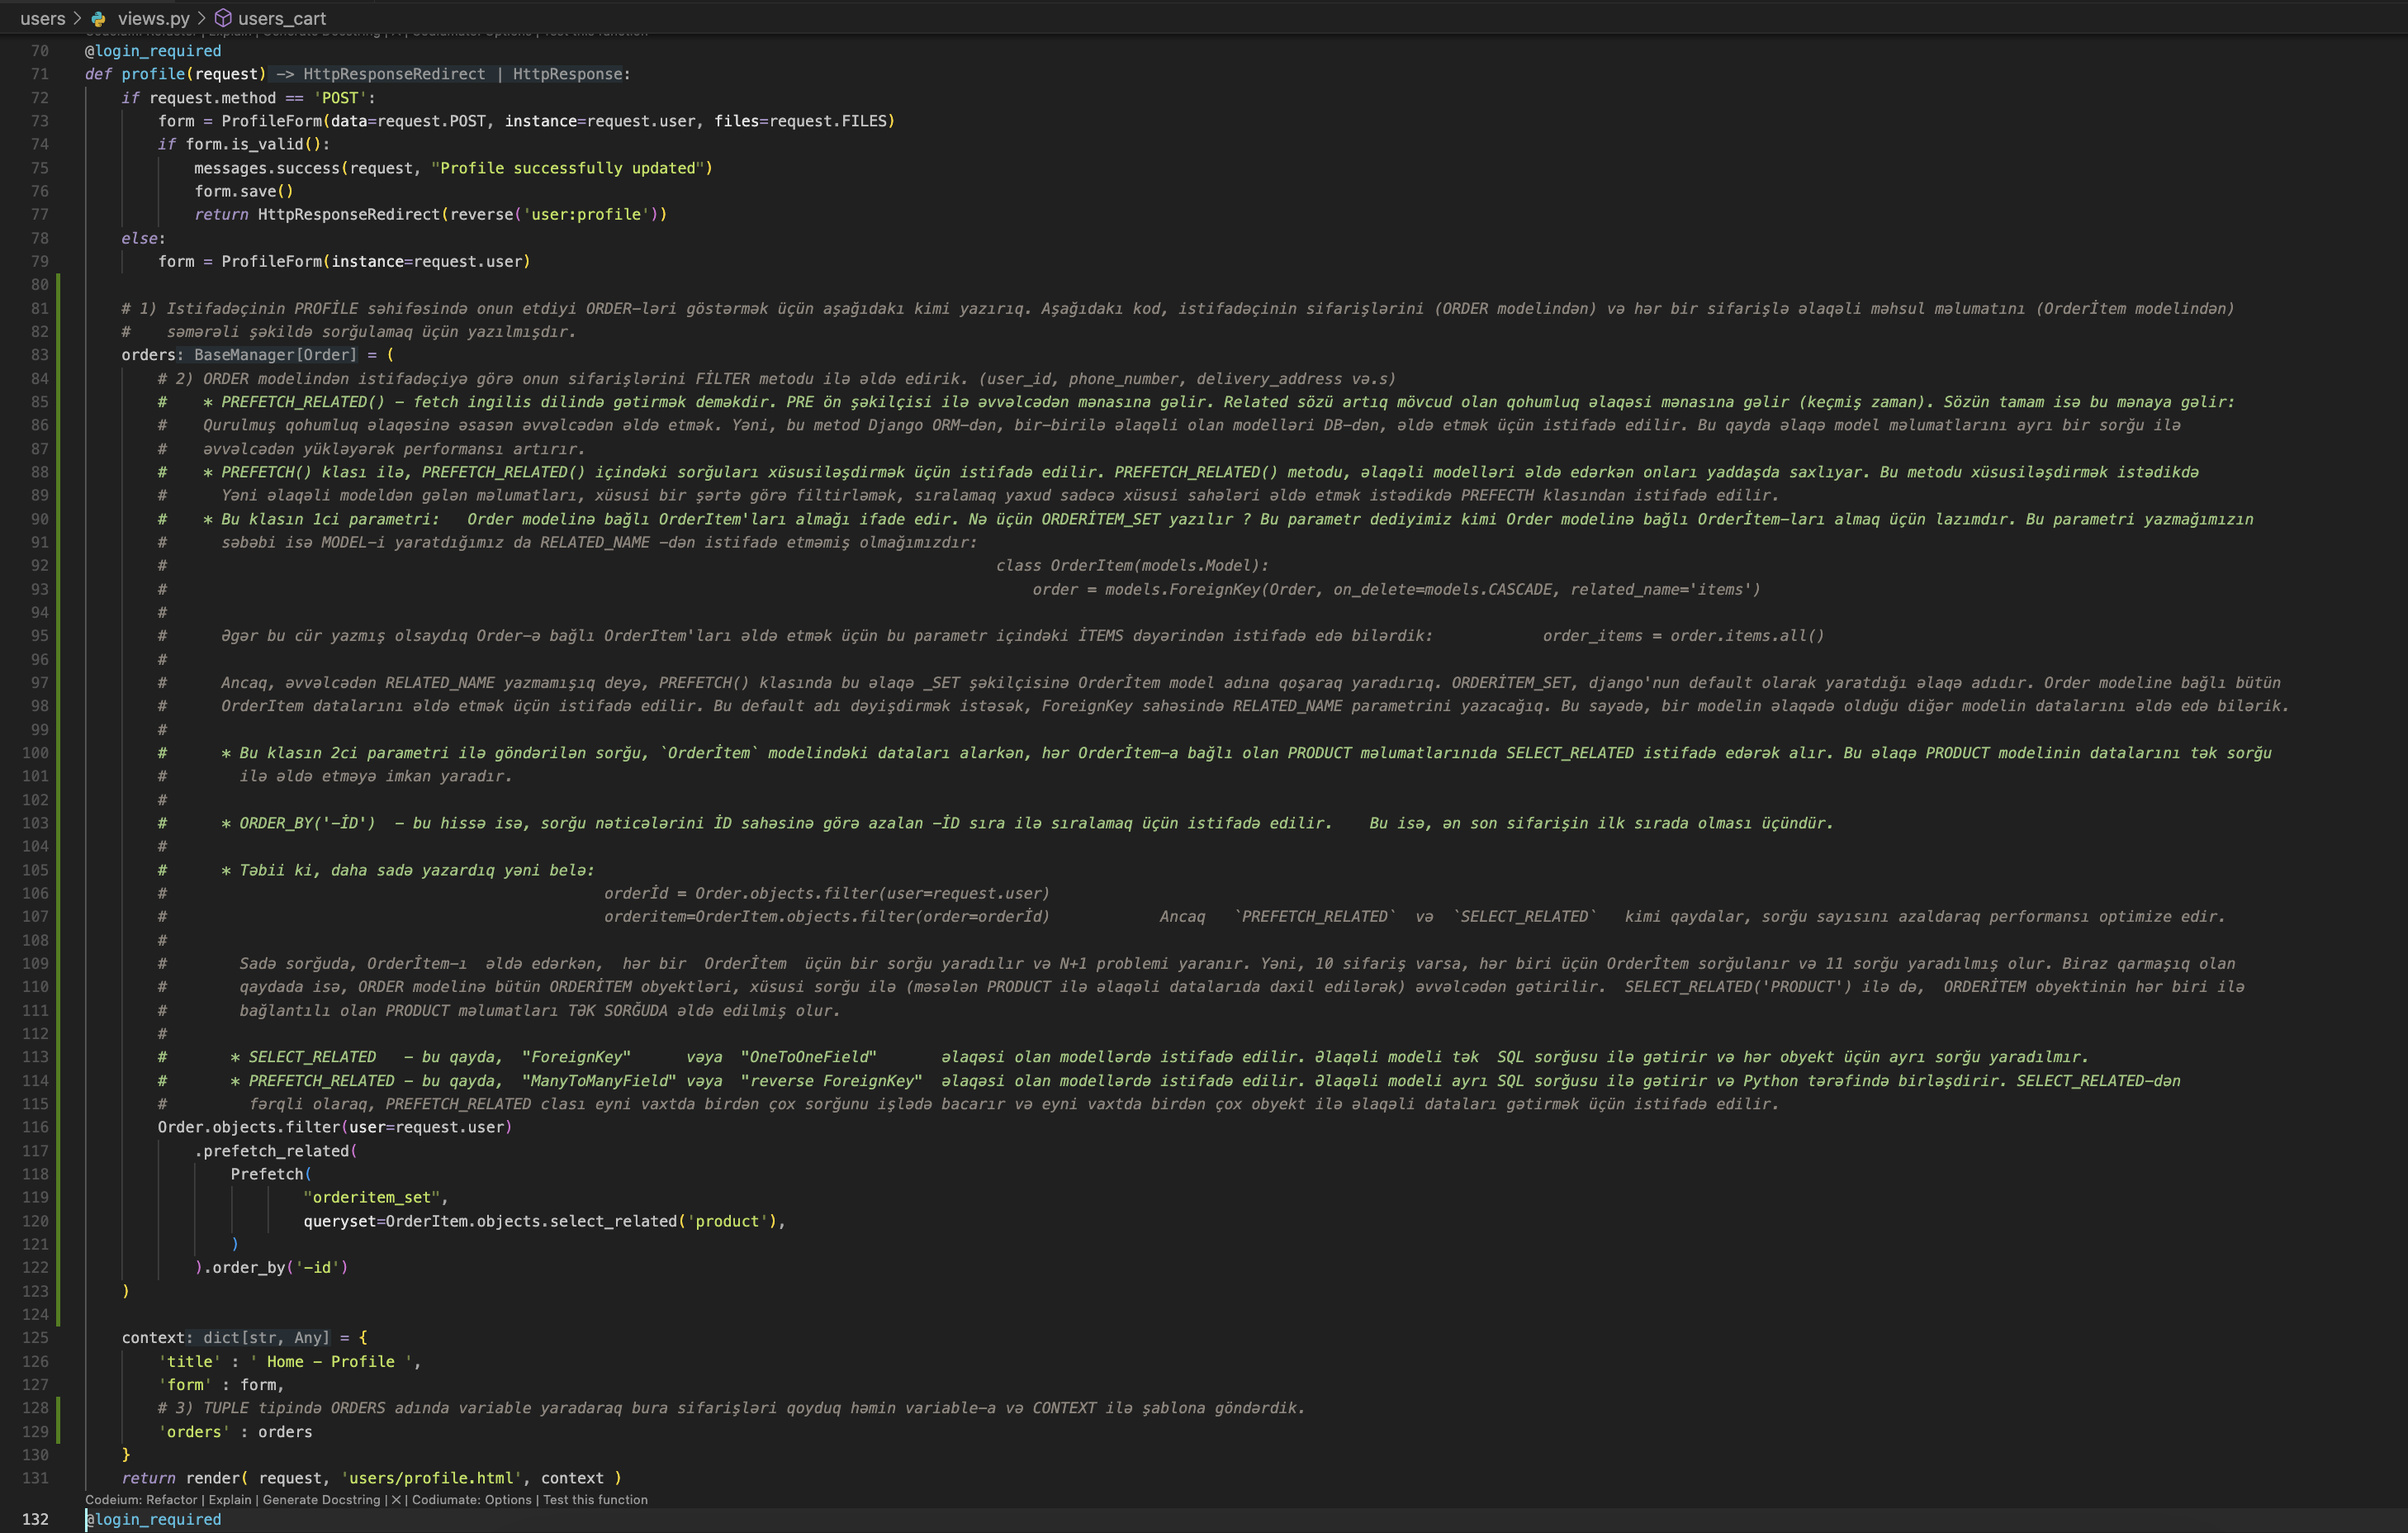 users > views.py > users_cart
70 @login_required
71 def profile(request) -> HttpResponseRedirect | HttpResponse:
72 if request.method == 'POST':
73 form = ProfileForm(data=request.POST, instance=request.user, files=request.FILES)
74 if form.is_valid():
75 messages.success(request, "Profile successfully updated")
76 form.save()
77 return HttpResponseRedirect(reverse('user:profile'))
78 else:
79 form = ProfileForm(instance=request.user)
80
81 # 1) Istifadəçinin PROFİLE səhifəsində onun etdiyi ORDER-ləri göstərmək üçün aşağıdakı kimi yazırıq. Aşağıdakı kod, istifadəçinin sifarişlərini (ORDER modelindən) və hər bir sifarişlə əlaqəli məhsul məlumatını (Orderİtem modelindən)
82 # səmərəli şəkildə sorğulamaq üçün yazılmışdır.
83 orders: BaseManager[Order] = (
84 # 2) ORDER modelindən istifadəçiyə görə onun sifarişlərini FİLTER metodu ilə əldə edirik. (user_id, phone_number, delivery_address və.s)
85 # * PREFETCH_RELATED() - fetch ingilis dilində gətirmək deməkdir. PRE ön şəkilçisi ilə əvvəlcədən mənasına gəlir. Related sözü artıq mövcud olan qohumluq əlaqəsi mənasına gəlir (keçmiş zaman). Sözün tamam isə bu mənaya gəlir:
86 # Qurulmuş qohumluq əlaqəsinə əsasən əvvəlcədən əldə etmək. Yəni, bu metod Django ORM-dən, bir-birilə əlaqəli olan modelləri DB-dən, əldə etmək üçün istifadə edilir. Bu qayda əlaqə model məlumatlarını ayrı bir sorğu ilə
87 # əvvəlcədən yükləyərək performansı artırır.
88 # * PREFETCH() klası ilə, PREFETCH_RELATED() içindəki sorğuları xüsusiləşdirmək üçün istifadə edilir. PREFETCH_RELATED() metodu, əlaqəli modelləri əldə edərkən onları yaddaşda saxlıyar. Bu metodu xüsusiləşdirmək istədikdə
89 # Yəni əlaqəli modeldən gələn məlumatları, xüsusi bir şərtə görə filtirləmək, sıralamaq yaxud sadəcə xüsusi sahələri əldə etmək istədikdə PREFECTH klasından istifadə edilir.
90 # * Bu klasın 1ci parametri: Order modelinə bağlı OrderItem'ları almağı ifade edir. Nə üçün ORDERİTEM_SET yazılır ? Bu parametr dediyimiz kimi Order modelinə bağlı Orderİtem-ları almaq üçün lazımdır. Bu parametri yazmağımızın
91 # səbəbi isə MODEL-i yaratdığımız da RELATED_NAME -dən istifadə etməmiş olmağımızdır:
92 # class OrderItem(models.Model):
93 # order = models.ForeignKey(Order, on_delete=models.CASCADE, related_name='items')
94 #
95 # Əgər bu cür yazmış olsaydıq Order-ə bağlı OrderItem'ları əldə etmək üçün bu parametr içindəki İTEMS dəyərindən istifadə edə bilərdik: order_items = order.items.all()
96 #
97 # Ancaq, əvvəlcədən RELATED_NAME yazmamışıq deyə, PREFETCH() klasında bu əlaqə _SET şəkilçisinə Orderİtem model adına qoşaraq yaradırıq. ORDERİTEM_SET, django'nun default olarak yaratdığı əlaqə adıdır. Order modeline bağlı bütün
98 # OrderItem datalarını əldə etmək üçün istifadə edilir. Bu default adı dəyişdirmək istəsək, ForeignKey sahəsində RELATED_NAME parametrini yazacağıq. Bu sayədə, bir modelin əlaqədə olduğu diğər modelin datalarını əldə edə bilərik.
99 #
100 # * Bu klasın 2ci parametri ilə göndərilən sorğu, `Orderİtem` modelindəki dataları alarkən, hər Orderİtem-a bağlı olan PRODUCT məlumatlarınıda SELECT_RELATED istifadə edərək alır. Bu əlaqə PRODUCT modelinin datalarını tək sorğu
101 # ilə əldə etməyə imkan yaradır.
102 #
103 # * ORDER_BY('-İD') - bu hissə isə, sorğu nəticələrini İD sahəsinə görə azalan -İD sıra ilə sıralamaq üçün istifadə edilir. Bu isə, ən son sifarişin ilk sırada olması üçündür.
104 #
105 # * Təbii ki, daha sadə yazardıq yəni belə:
106 # orderİd = Order.objects.filter(user=request.user)
107 # orderitem=OrderItem.objects.filter(order=orderİd) Ancaq `PREFETCH_RELATED` və `SELECT_RELATED` kimi qaydalar, sorğu sayısını azaldaraq performansı optimize edir.
108 #
109 # Sadə sorğuda, Orderİtem-ı əldə edərkən, hər bir Orderİtem üçün bir sorğu yaradılır və N+1 problemi yaranır. Yəni, 10 sifariş varsa, hər biri üçün Orderİtem sorğulanır və 11 sorğu yaradılmış olur. Biraz qarmaşıq olan
110 # qaydada isə, ORDER modelinə bütün ORDERİTEM obyektləri, xüsusi sorğu ilə (məsələn PRODUCT ilə əlaqəli datalarıda daxil edilərək) əvvəlcədən gətirilir. SELECT_RELATED('PRODUCT') ilə də, ORDERİTEM obyektinin hər biri ilə
111 # bağlantılı olan PRODUCT məlumatları TƏK SORĞUDA əldə edilmiş olur.
112 #
113 # * SELECT_RELATED - bu qayda, "ForeignKey" vəya "OneToOneField" əlaqəsi olan modellərdə istifadə edilir. Əlaqəli modeli tək SQL sorğusu ilə gətirir və hər obyekt üçün ayrı sorğu yaradılmır.
114 # * PREFETCH_RELATED - bu qayda, "ManyToManyField" vəya "reverse ForeignKey" əlaqəsi olan modellərdə istifadə edilir. Əlaqəli modeli ayrı SQL sorğusu ilə gətirir və Python tərəfində birləşdirir. SELECT_RELATED-dən
115 # fərqli olaraq, PREFETCH_RELATED clası eyni vaxtda birdən çox sorğunu işlədə bacarır və eyni vaxtda birdən çox obyekt ilə əlaqəli dataları gətirmək üçün istifadə edilir.
116 Order.objects.filter(user=request.user)
117 .prefetch_related(
118 Prefetch(
119 "orderitem_set",
120 queryset=OrderItem.objects.select_related('product'),
121 )
122 ).order_by('-id')
123 )
124
125 context: dict[str, Any] = {
126 'title' : ' Home - Profile ',
127 'form' : form,
128 # 3) TUPLE tipində ORDERS adında variable yaradaraq bura sifarişləri qoyduq həmin variable-a və CONTEXT ilə şablona göndərdik.
129 'orders' : orders
130 }
131 return render( request, 'users/profile.html', context )
Codeium: Refactor | Explain | Generate Docstring | X | Codiumate: Options | Test this function
132 @login_required